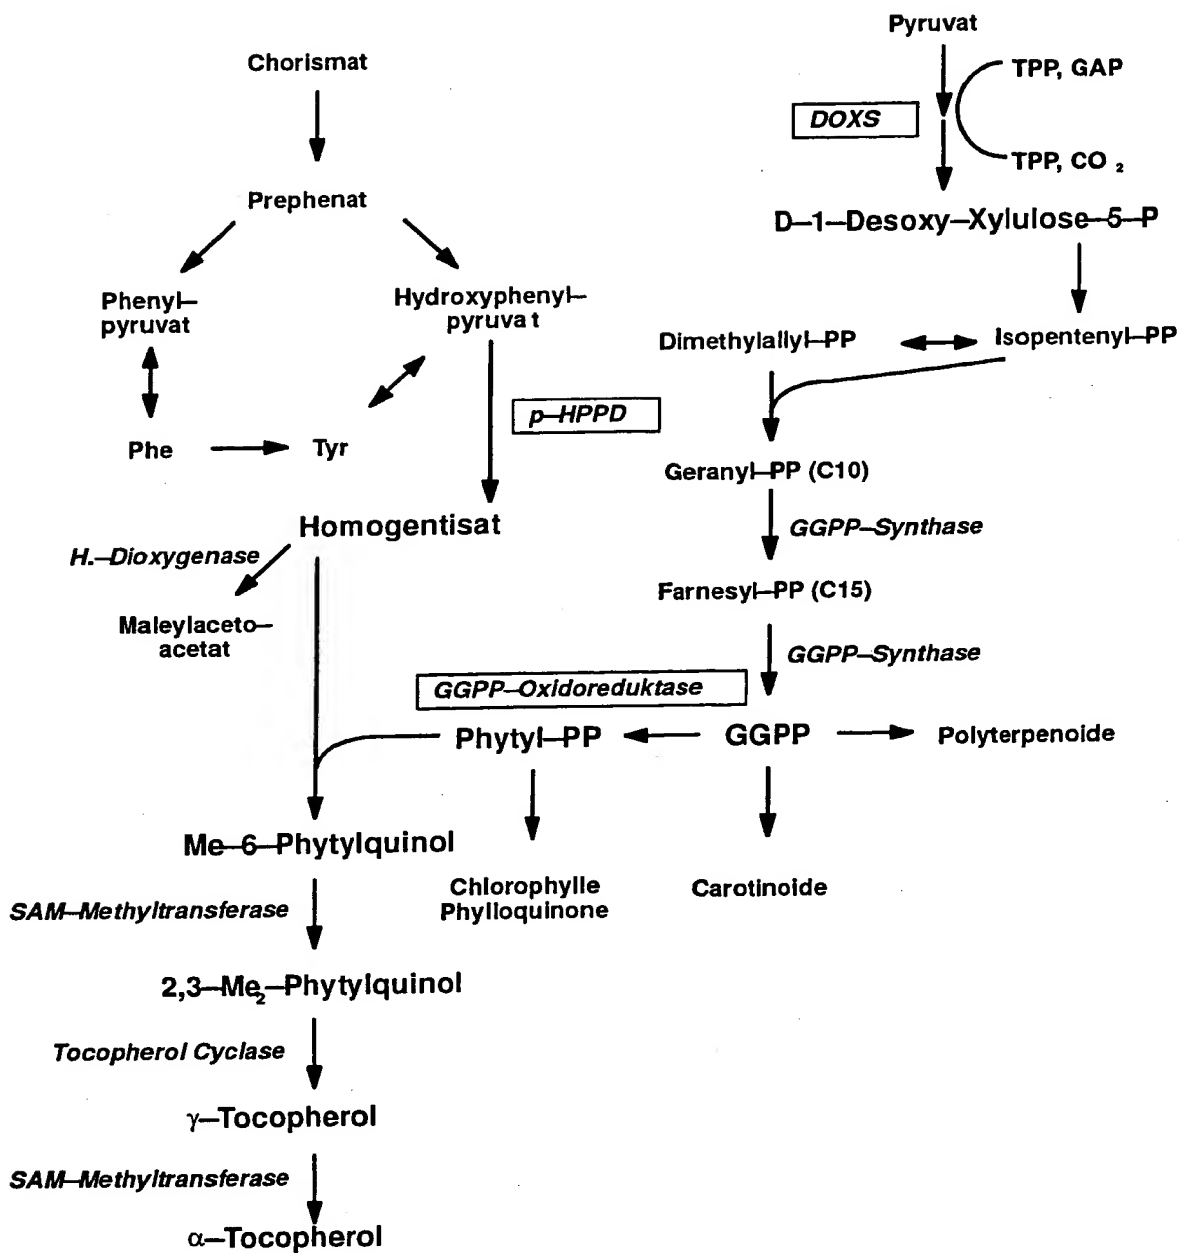 Pyruvat
Chorismat
TPP, GAP
DOXS
TPP, CO₂
Prephenat
D–1–Desoxy–Xylulose–5–P
Phenyl–
pyruvat
Hydroxyphenyl–
pyruvat
Dimethylallyl–PP
Isopentenyl–PP
p–HPPD
Phe
Tyr
Geranyl–PP (C10)
Homogentisat
GGPP–Synthase
H.–Dioxygenase
Farnesyl–PP (C15)
Maleylaceto–
acetat
GGPP–Synthase
GGPP–Oxidoreduktase
Phytyl–PP
GGPP
Polyterpenoide
Me–6–Phytylquinol
Chlorophylle
Phylloquinone
Carotinoide
SAM–Methyltransferase
2,3–Me₂–Phytylquinol
Tocopherol Cyclase
γ–Tocopherol
SAM–Methyltransferase
α–Tocopherol